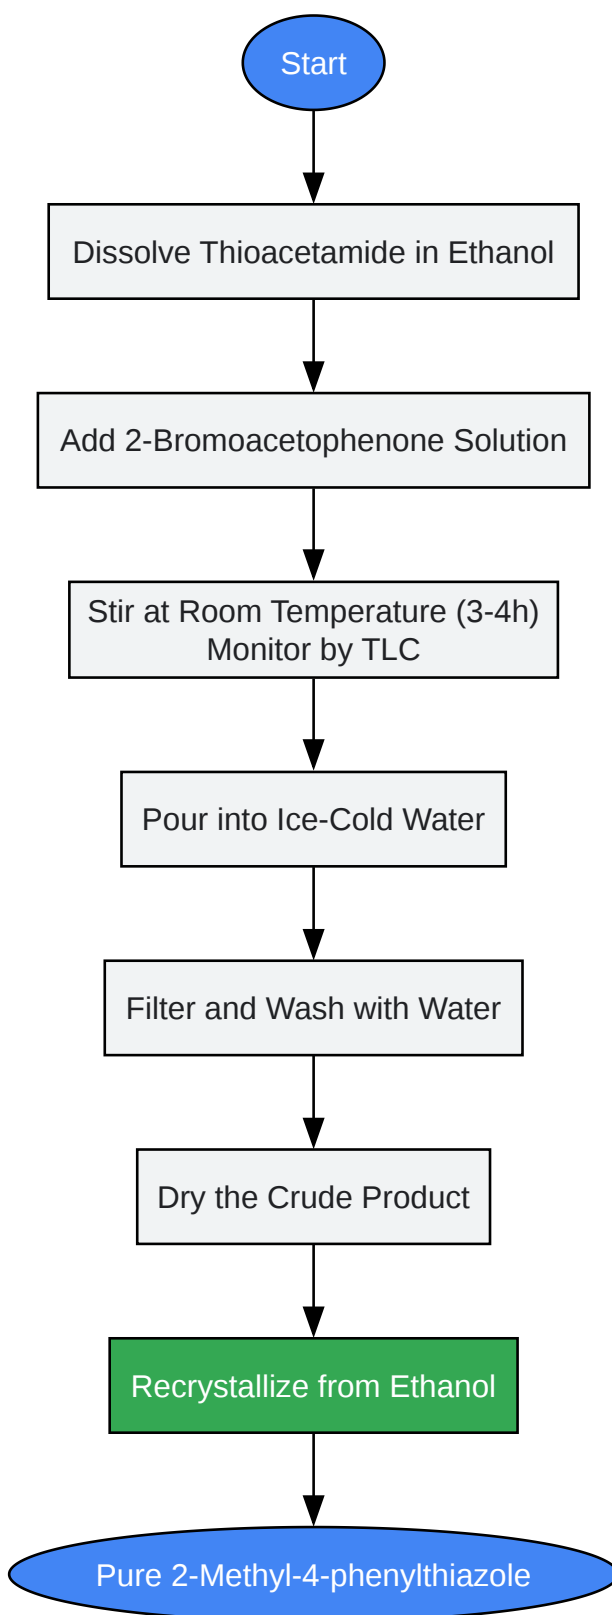 Start
Dissolve Thioacetamide in Ethanol
Add 2-Bromoacetophenone Solution
Stir at Room Temperature (3-4h)
Monitor by TLC
Pour into Ice-Cold Water
Filter and Wash with Water
Dry the Crude Product
Recrystallize from Ethanol
Pure 2-Methyl-4-phenylthiazole